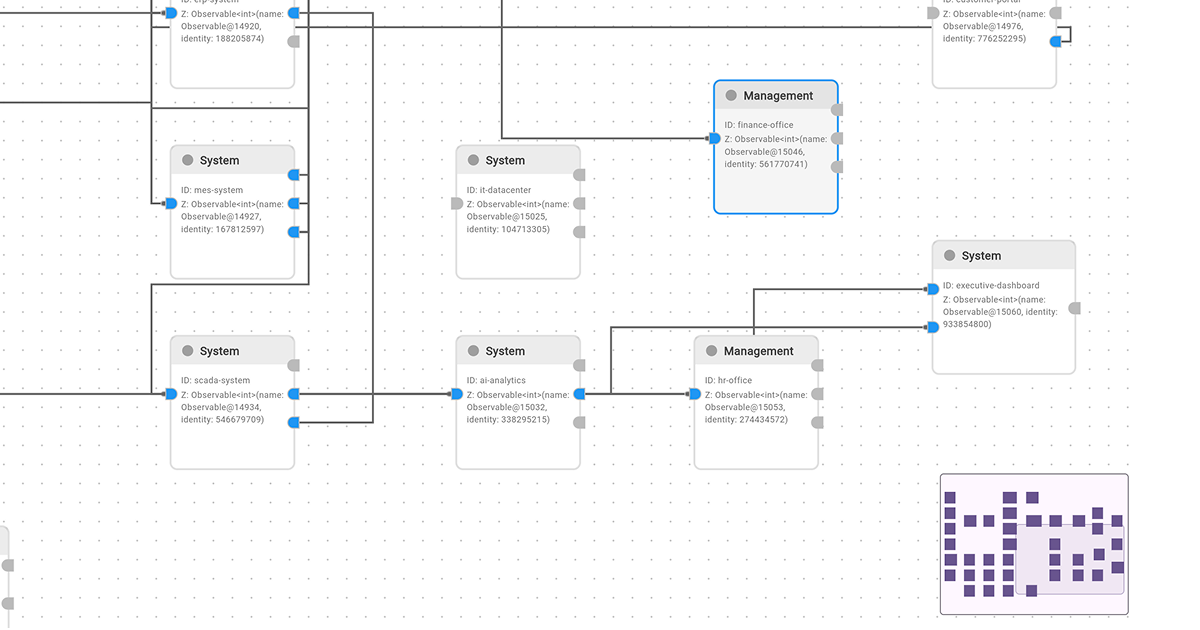 ID: erp-system
Z: Observable<int>(name:
Observable@14920,
identity: 188205874)
ID: customer-portal
Z: Observable<int>(name:
Observable@14976,
identity: 776252295)
Management
ID: finance-office
Z: Observable<int>(name:
Observable@15046,
identity: 561770741)
System
ID: mes-system
Z: Observable<int>(name:
Observable@14927,
identity: 167812597)
System
ID: it-datacenter
Z: Observable<int>(name:
Observable@15025,
identity: 104713305)
System
ID: executive-dashboard
Z: Observable<int>(name:
Observable@15060, identity:
933854800)
System
ID: scada-system
Z: Observable<int>(name:
Observable@14934,
identity: 546679709)
System
ID: ai-analytics
Z: Observable<int>(name:
Observable@15032,
identity: 338295215)
Management
ID: hr-office
Z: Observable<int>(name:
Observable@15053,
identity: 274434572)